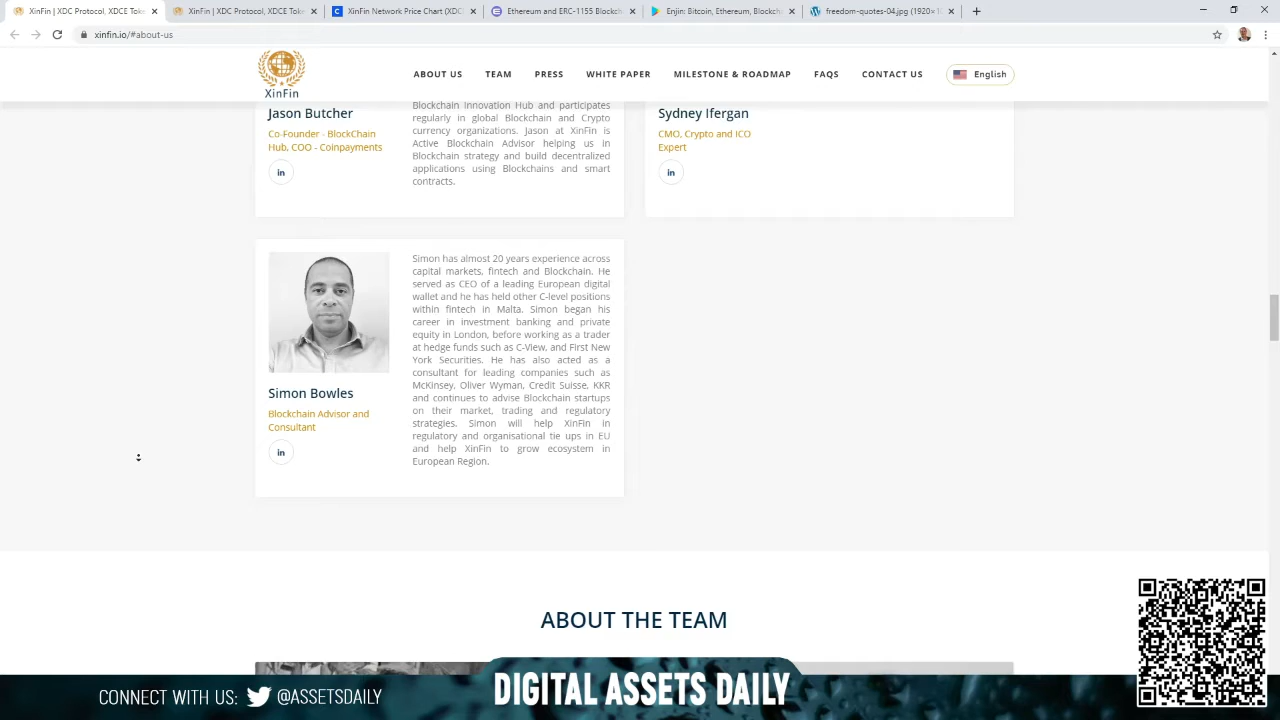 XinFin | XDC Protocol, XDCE Tok
XinFin | XDC Protocol, XDCE Tok
XinFin Network Price Chart (XDC
Ethereum and ERC-1155 Blockch
Enjin: Bitcoin, Ethereum, Blockch
freedom-quotes-04.jpg (1920×1
xinfin.io/#about-us
XinFin
ABOUT US
TEAM
PRESS
WHITE PAPER
MILESTONE & ROADMAP
FAQS
CONTACT US
English
Jason Butcher
Co-Founder - BlockChain
Hub, COO - Coinpayments
in
Blockchain Innovation Hub and participates
regularly in global Blockchain and Crypto
currency organizations. Jason at XinFin is
Active Blockchain Advisor helping us in
Blockchain strategy and build decentralized
applications using Blockchains and smart
contracts.
Sydney Ifergan
CMO, Crypto and ICO
Expert
in
Simon Bowles
Blockchain Advisor and
Consultant
in
Simon has almost 20 years experience across
capital markets, fintech and Blockchain. He
served as CEO of a leading European digital
wallet and he has held other C-level positions
within fintech in Malta. Simon began his
career in investment banking and private
equity in London, before working as a trader
at hedge funds such as C-View, and First New
York Securities. He has also acted as a
consultant for leading companies such as
McKinsey, Oliver Wyman, Credit Suisse, KKR
and continues to advise Blockchain startups
on their market, trading and regulatory
strategies. Simon will help XinFin in
regulatory and organisational tie ups in EU
and help XinFin to grow ecosystem in
European Region.
ABOUT THE TEAM
CONNECT WITH US: @ASSETSDAILY
DIGITAL ASSETS DAILY